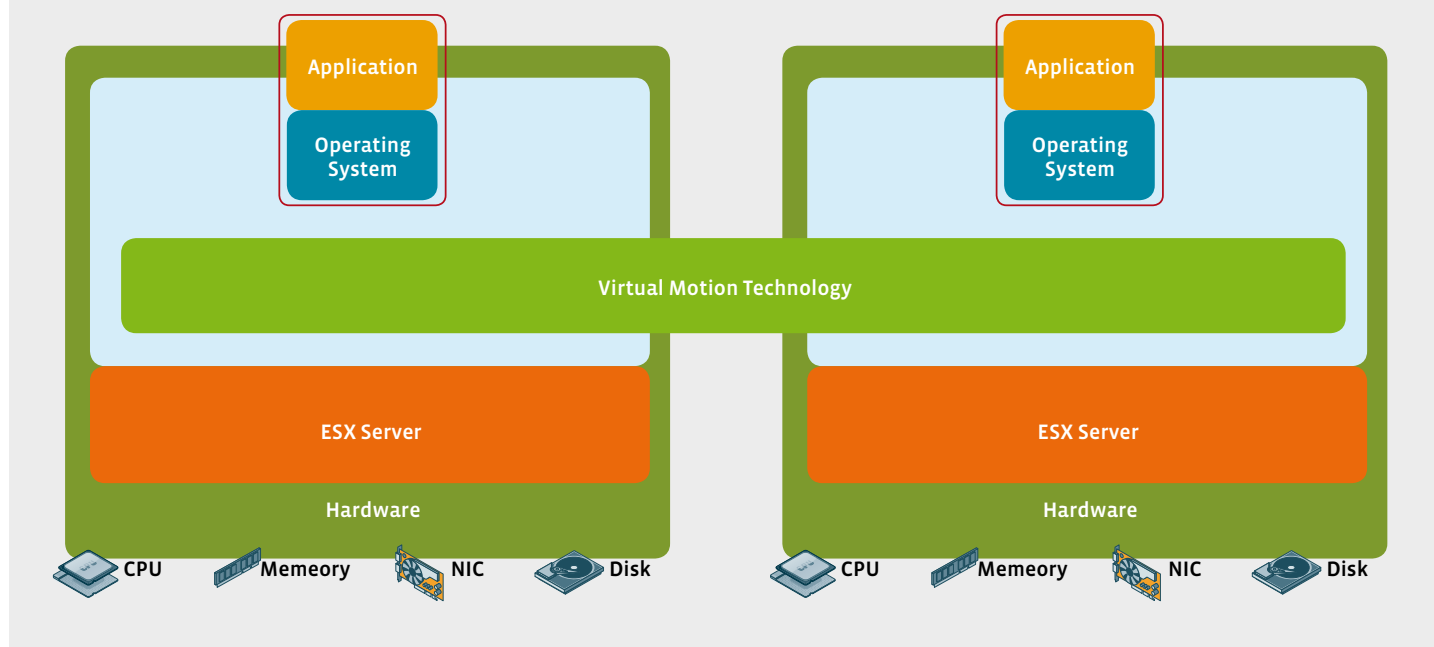 Application
Operating
System
Application
Operating
System
Virtual Motion Technology
ESX Server
ESX Server
Hardware
Hardware
CPU
Memeory
NIC
Disk
CPU
Memeory
NIC
Disk